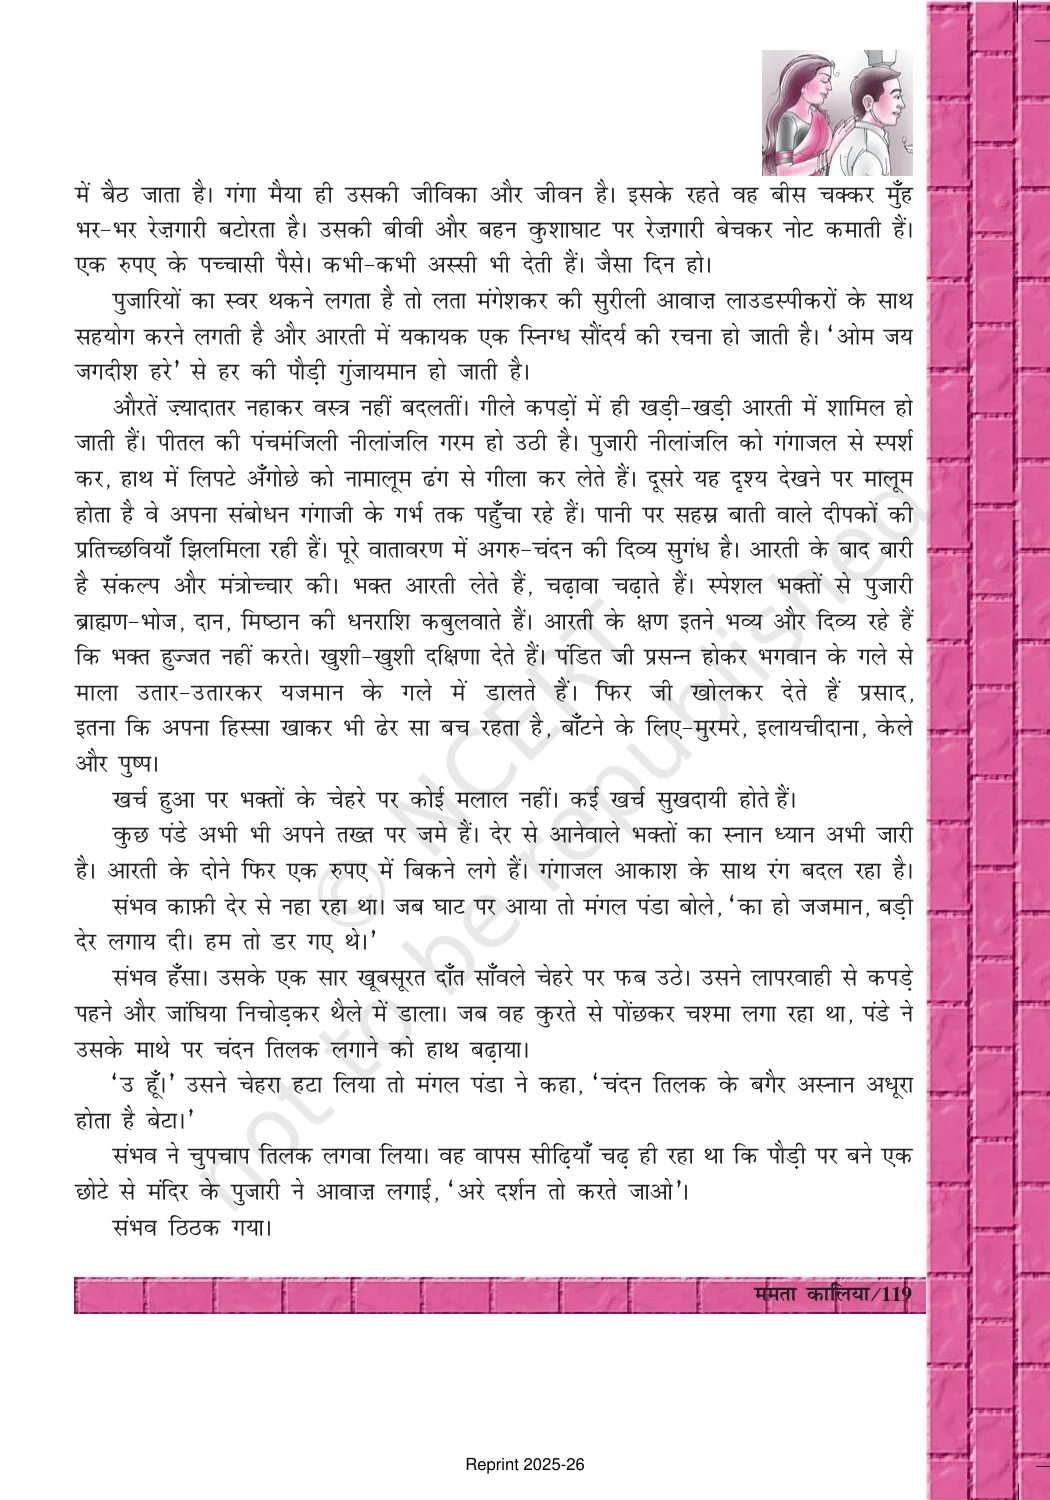 में बैठ जाता है। गंगा मैया ही उसकी जीविका और जीवन है। इसके रहते वह बीस चक्कर मुँह
भर-भर रेज़गारी बटोरता है। उसकी बीवी और बहन कुशाघाट पर रेज़गारी बेचकर नोट कमाती हैं।
एक रुपए के पच्चासी पैसे। कभी-कभी अस्सी भी देती हैं। जैसा दिन हो।
पुजारियों का स्वर थकने लगता है तो लता मंगेशकर की सुरीली आवाज़ लाउडस्पीकरों के साथ
सहयोग करने लगती है और आरती में यकायक एक स्निग्ध सौंदर्य की रचना हो जाती है। ‘ओम जय
जगदीश हरे’ से हर की पौड़ी गुंजायमान हो जाती है।
औरतें ज़्यादातर नहाकर वस्त्र नहीं बदलतीं। गीले कपड़ों में ही खड़ी-खड़ी आरती में शामिल हो
जाती हैं। पीतल की पंचमंजिली नीलांजलि गरम हो उठी है। पुजारी नीलांजलि को गंगाजल से स्पर्श
कर, हाथ में लिपटे अँगोछे को नामालूम ढंग से गीला कर लेते हैं। दूसरे यह दृश्य देखने पर मालूम
होता है वे अपना संबोधन गंगाजी के गर्भ तक पहुँचा रहे हैं। पानी पर सहस्र बाती वाले दीपकों की
प्रतिच्छवियाँ झिलमिला रही हैं। पूरे वातावरण में अगरु-चंदन की दिव्य सुगंध है। आरती के बाद बारी
है संकल्प और मंत्रोच्चार की। भक्त आरती लेते हैं, चढ़ावा चढ़ाते हैं। स्पेशल भक्तों से पुजारी
ब्राह्मण-भोज, दान, मिष्ठान की धनराशि कबुलवाते हैं। आरती के क्षण इतने भव्य और दिव्य रहे हैं
कि भक्त हुज्जत नहीं करते। खुशी-खुशी दक्षिणा देते हैं। पंडित जी प्रसन्न होकर भगवान के गले से
माला उतार-उतारकर यजमान के गले में डालते हैं। फिर जी खोलकर देते हैं प्रसाद,
इतना कि अपना हिस्सा खाकर भी ढेर सा बच रहता है, बाँटने के लिए-मुरमरे, इलायचीदाना, केले
और पुष्प।
खर्च हुआ पर भक्तों के चेहरे पर कोई मलाल नहीं। कई खर्च सुखदायी होते हैं।
कुछ पंडे अभी भी अपने तख्त पर जमे हैं। देर से आनेवाले भक्तों का स्नान ध्यान अभी जारी
है। आरती के दोने फिर एक रुपए में बिकने लगे हैं। गंगाजल आकाश के साथ रंग बदल रहा है।
संभव काफ़ी देर से नहा रहा था। जब घाट पर आया तो मंगल पंडा बोले, ‘का हो जजमान, बड़ी
देर लगाय दी। हम तो डर गए थे।’
संभव हँसा। उसके एक सार खूबसूरत दाँत साँवले चेहरे पर फब उठे। उसने लापरवाही से कपड़े
पहने और जांघिया निचोड़कर थैले में डाला। जब वह कुरते से पोंछकर चश्मा लगा रहा था, पंडे ने
उसके माथे पर चंदन तिलक लगाने को हाथ बढ़ाया।
‘उ हूँ।’ उसने चेहरा हटा लिया तो मंगल पंडा ने कहा, ‘चंदन तिलक के बगैर अस्नान अधूरा
होता है बेटा।’
संभव ने चुपचाप तिलक लगवा लिया। वह वापस सीढ़ियाँ चढ़ ही रहा था कि पौड़ी पर बने एक
छोटे से मंदिर के पुजारी ने आवाज़ लगाई, ‘अरे दर्शन तो करते जाओ’।
संभव ठिठक गया।
© NCERT
not to be republished
ममता कालिया/119
Reprint 2025-26